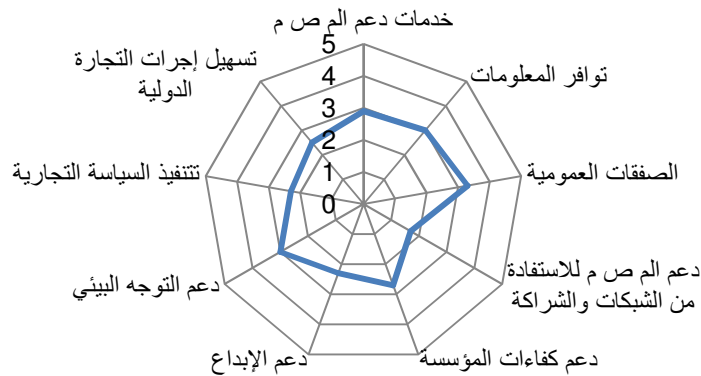 خدمات دعم الم ص م
توافر المعلومات
الصفقات العمومية
دعم الم ص م للاستفادة
من الشبكات والشراكة
دعم كفاءات المؤسسة
دعم الإبداع
دعم التوجه البيئي
تتنفيذ السياسة التجارية
تسهيل إجرات التجارة
الدولية
5
4
3
2
1
0